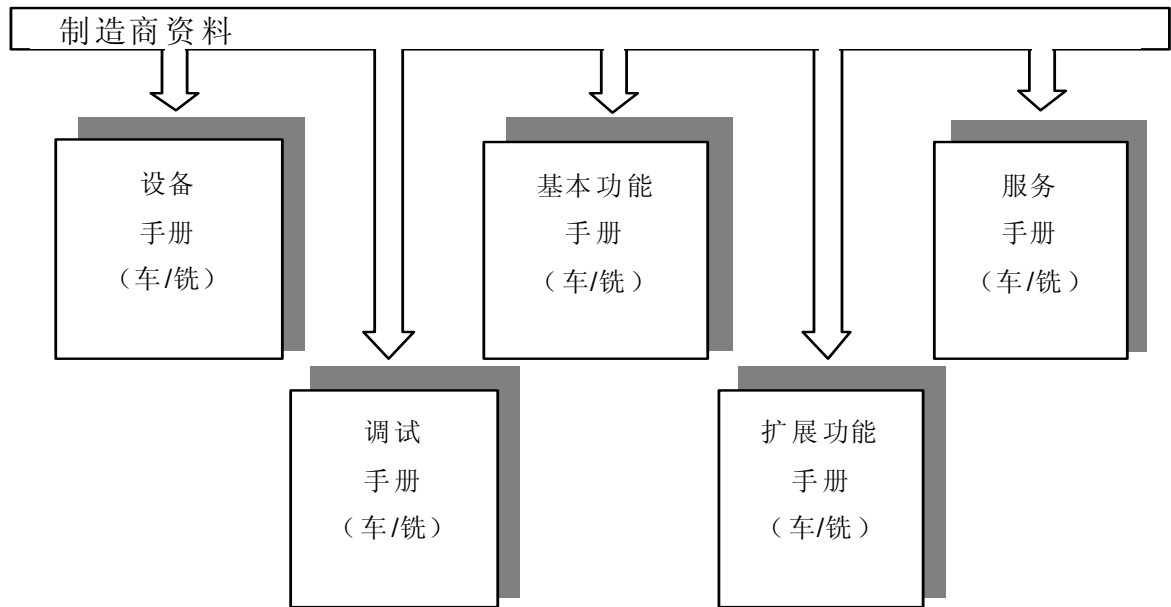 制造商资料
设备
手册
（车/铣）
基本功能
手册
（车/铣）
服务
手册
（车/铣）
调试
手册
（车/铣）
扩展功能
手册
（车/铣）